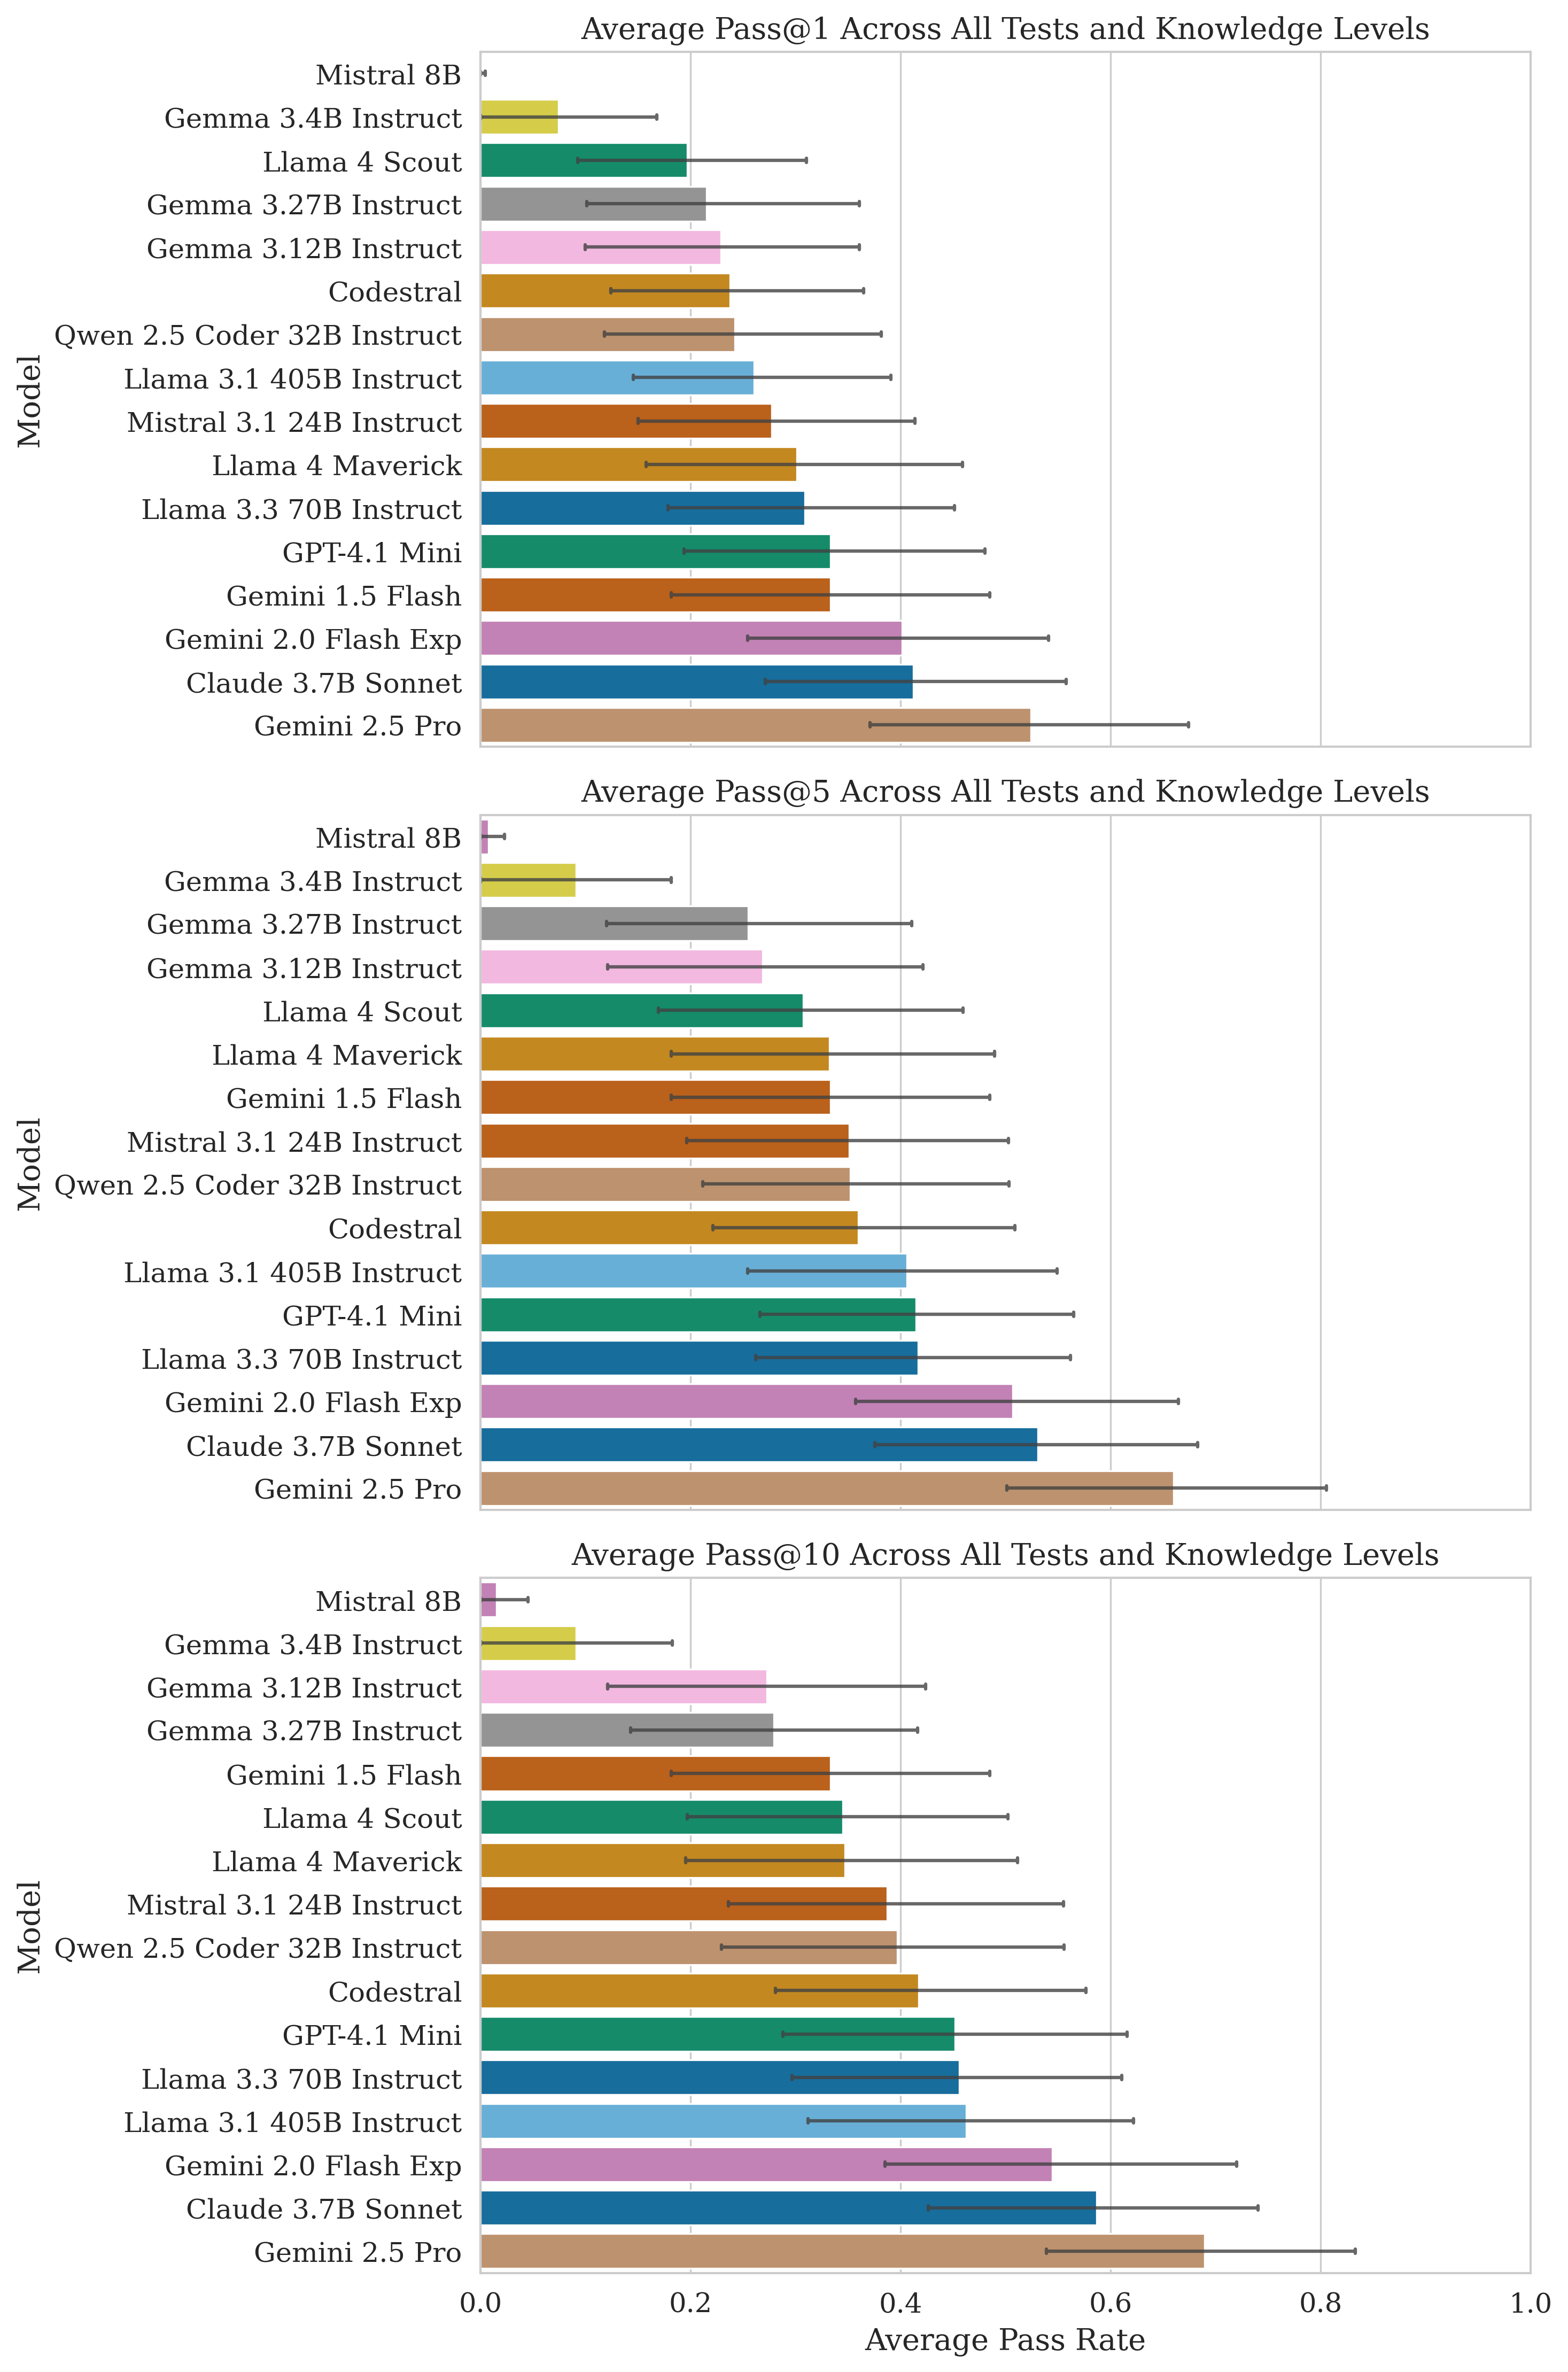 Average Pass@1 Across All Tests and Knowledge Levels
Model
Mistral 8B
Gemma 3.4B Instruct
Llama 4 Scout
Gemma 3.27B Instruct
Gemma 3.12B Instruct
Codestral
Qwen 2.5 Coder 32B Instruct
Llama 3.1 405B Instruct
Mistral 3.1 24B Instruct
Llama 4 Maverick
Llama 3.3 70B Instruct
GPT-4.1 Mini
Gemini 1.5 Flash
Gemini 2.0 Flash Exp
Claude 3.7B Sonnet
Gemini 2.5 Pro
Average Pass@5 Across All Tests and Knowledge Levels
Model
Mistral 8B
Gemma 3.4B Instruct
Gemma 3.27B Instruct
Gemma 3.12B Instruct
Llama 4 Scout
Llama 4 Maverick
Gemini 1.5 Flash
Mistral 3.1 24B Instruct
Qwen 2.5 Coder 32B Instruct
Codestral
Llama 3.1 405B Instruct
GPT-4.1 Mini
Llama 3.3 70B Instruct
Gemini 2.0 Flash Exp
Claude 3.7B Sonnet
Gemini 2.5 Pro
Average Pass@10 Across All Tests and Knowledge Levels
Model
Mistral 8B
Gemma 3.4B Instruct
Gemma 3.12B Instruct
Gemma 3.27B Instruct
Gemini 1.5 Flash
Llama 4 Scout
Llama 4 Maverick
Mistral 3.1 24B Instruct
Qwen 2.5 Coder 32B Instruct
Codestral
GPT-4.1 Mini
Llama 3.3 70B Instruct
Llama 3.1 405B Instruct
Gemini 2.0 Flash Exp
Claude 3.7B Sonnet
Gemini 2.5 Pro
0.0 0.2 0.4 0.6 0.8 1.0
Average Pass Rate